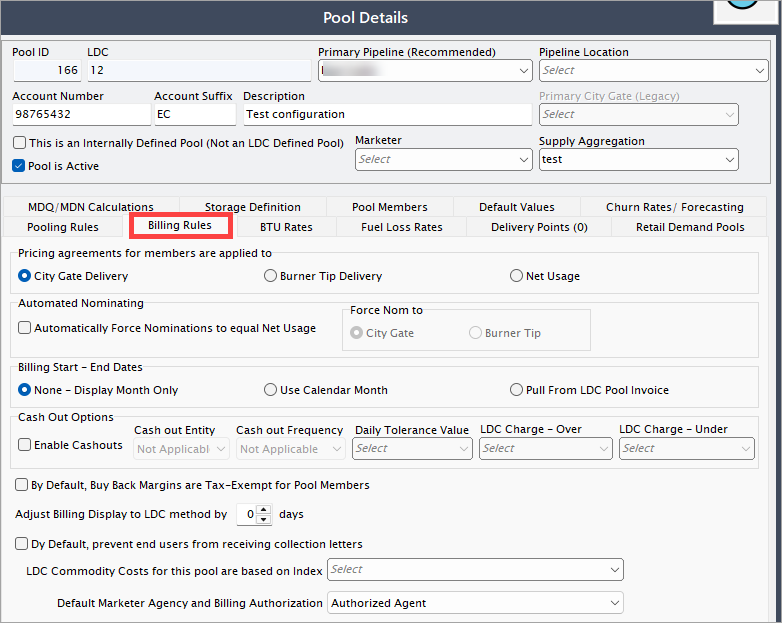 Pool Details
Pool ID LDC Primary Pipeline (Recommended) Pipeline Location
166 12 Select
Account Number Account Suffix Description Primary City Gate (Legacy)
98765432 EC Test configuration Select
This is an Internally Defined Pool (Not an LDC Defined Pool) Marketer Supply Aggregation
Pool is Active Select test
MDQ/MDN Calculations Storage Definition Pool Members Default Values Churn Rates/ Forecasting
Pooling Rules Billing Rules BTU Rates Fuel Loss Rates Delivery Points (0) Retail Demand Pools
Pricing agreements for members are applied to
City Gate Delivery Burner Tip Delivery Net Usage
Automated Nominating Force Nom to
Automatically Force Nominations to equal Net Usage City Gate Burner Tip
Billing Start - End Dates
None - Display Month Only Use Calendar Month Pull From LDC Pool Invoice
Cash Out Options
Cash out Entity Cash out Frequency Daily Tolerance Value LDC Charge - Over LDC Charge - Under
Enable Cashouts Not Applicabl Not Applicable Select Select Select
By Default, Buy Back Margins are Tax-Exempt for Pool Members
Adjust Billing Display to LDC method by 0 days
Dy Default, prevent end users from receiving collection letters
LDC Commodity Costs for this pool are based on Index Select
Default Marketer Agency and Billing Authorization Authorized Agent